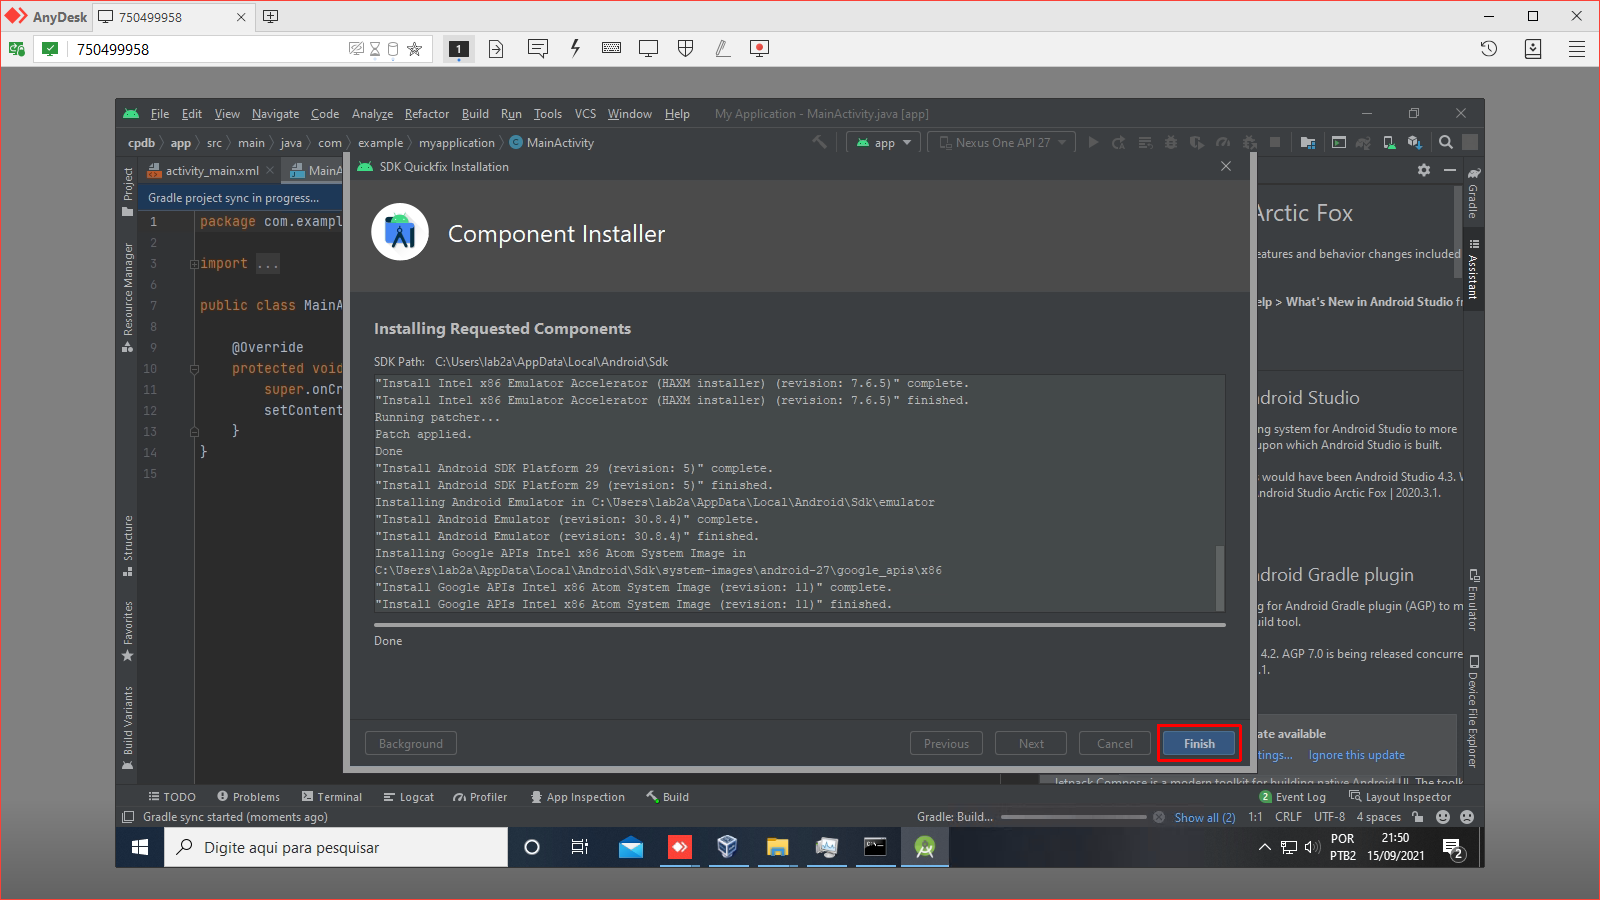 AnyDesk
750499958
750499958
1
File Edit View Navigate Code Analyze Refactor Build Run Tools VCS Window Help My Application - MainActivity.java [app]
cpdb app src main java com example myapplication MainActivity
app
Nexus One API 27
activity_main.xml
MainA
Gradle project sync in progress...
Project
Resource Manager
Structure
Favorites
Build Variants
1 package com.exampl
2
3 import ...
6
7 public class MainA
8
9 @Override
10 protected void
11 super.onCr
12 setContent
13 }
14 }
15
SDK Quickfix Installation
Component Installer
Installing Requested Components
SDK Path: C:\Users\lab2a\AppData\Local\Android\Sdk
"Install Intel x86 Emulator Accelerator (HAXM installer) (revision: 7.6.5)" complete.
"Install Intel x86 Emulator Accelerator (HAXM installer) (revision: 7.6.5)" finished.
Running patcher...
Patch applied.
Done
"Install Android SDK Platform 29 (revision: 5)" complete.
"Install Android SDK Platform 29 (revision: 5)" finished.
Installing Android Emulator in C:\Users\lab2a\AppData\Local\Android\Sdk\emulator
"Install Android Emulator (revision: 30.8.4)" complete.
"Install Android Emulator (revision: 30.8.4)" finished.
Installing Google APIs Intel x86 Atom System Image in
C:\Users\lab2a\AppData\Local\Android\Sdk\system-images\android-27\google_apis\x86
"Install Google APIs Intel x86 Atom System Image (revision: 11)" complete.
"Install Google APIs Intel x86 Atom System Image (revision: 11)" finished.
Done
Background
Previous
Next
Cancel
Finish
Arctic Fox
eatures and behavior changes included
elp > What's New in Android Studio fr
droid Studio
ng system for Android Studio to more
upon which Android Studio is built.
would have been Android Studio 4.3. W
Android Studio Arctic Fox | 2020.3.1.
droid Gradle plugin
g for Android Gradle plugin (AGP) to m
uild tool.
4.2. AGP 7.0 is being released concurre
.1.
ate available
tings... Ignore this update
Jetpack Compose is a modern toolkit for building native Android UI. The toolk
Gradle
Assistant
Emulator
Device File Explorer
TODO Problems Terminal Logcat Profiler App Inspection Build
2 Event Log Layout Inspector
Gradle sync started (moments ago)
Gradle: Build...
Show all (2) 1:1 CRLF UTF-8 4 spaces
Digite aqui para pesquisar
POR
PTB2
21:50
15/09/2021
2